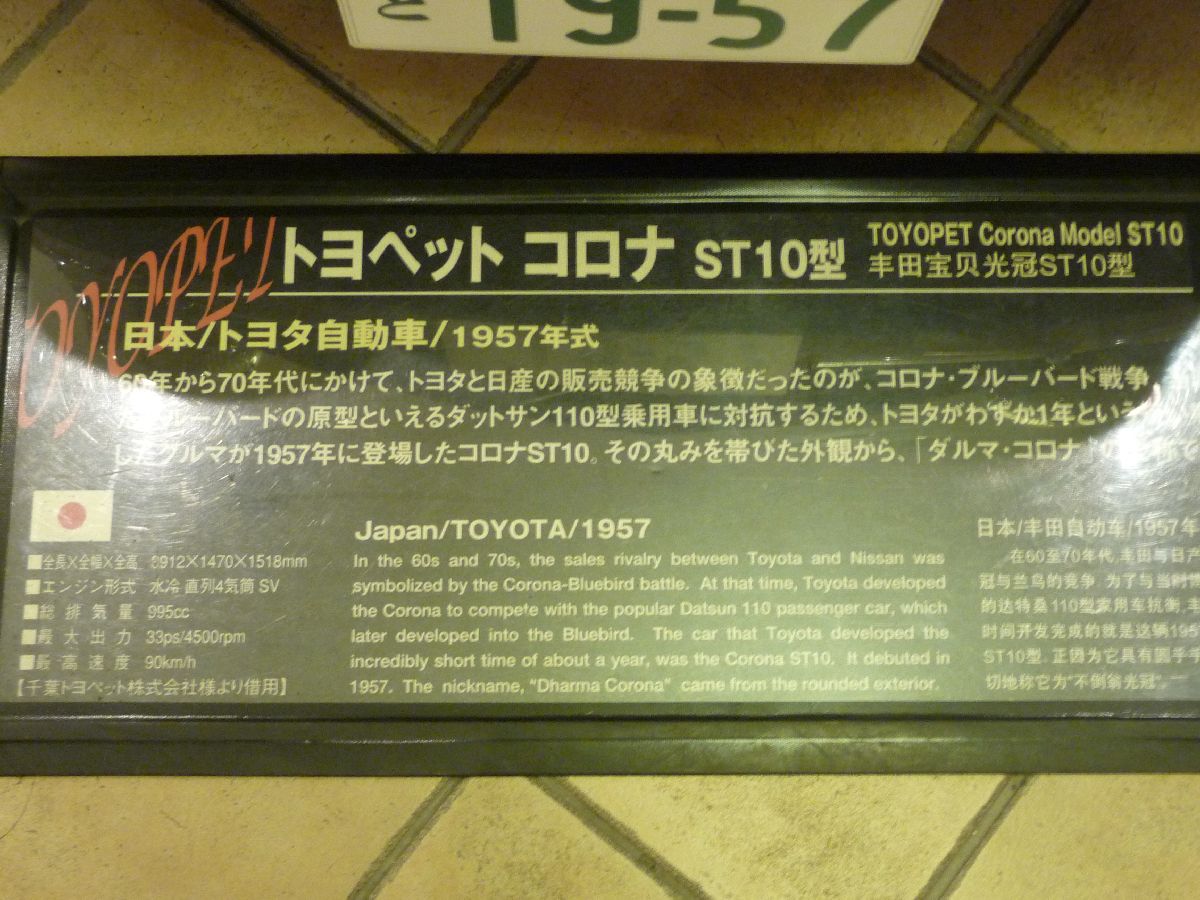 と 19-57
TOYOPET
トヨペット コロナ ST10型
TOYOPET Corona Model ST10
丰田宝贝光冠ST10型
日本/トヨタ自動車/1957年式
60年から70年代にかけて、トヨタと日産の販売競争の象徴だったのが、コロナ・ブルーバード戦争
ルーバードの原型といえるダットサン110型乗用車に対抗するため、トヨタがわずか1年という
したクルマが1957年に登場したコロナST10。その丸みを帯びた外観から、「ダルマ・コロナ」の
■全長×全幅×全高 3912×1470×1518mm
■エンジン形式 水冷 直列4気筒 SV
■総排気量 995cc
■最大出力 33ps/4500rpm
■最高速度 90km/h
【千葉トヨペット株式会社様より借用】
Japan/TOYOTA/1957
In the 60s and 70s, the sales rivalry between Toyota and Nissan was
symbolized by the Corona-Bluebird battle. At that time, Toyota developed
the Corona to compete with the popular Datsun 110 passenger car, which
later developed into the Bluebird. The car that Toyota developed the
incredibly short time of about a year, was the Corona ST10. It debuted in
1957. The nickname, "Dharma Corona" came from the rounded exterior.
日本/丰田自动车/1957年
在60至70年代,丰田与日产
冠与兰鸟的竞争 为了与当时
的达特桑110型家用车抗衡,
时间开发完成的就是这辆195
ST10型。正因为它具有圆乎乎
切地称它为"不倒翁光冠"。